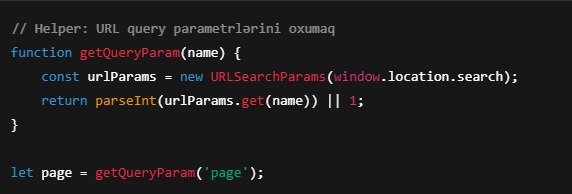 // Helper: URL query parametrlərini oxumaq
function getQueryParam(name) {
    const urlParams = new URLSearchParams(window.location.search);
    return parseInt(urlParams.get(name)) || 1;
}
let page = getQueryParam('page');